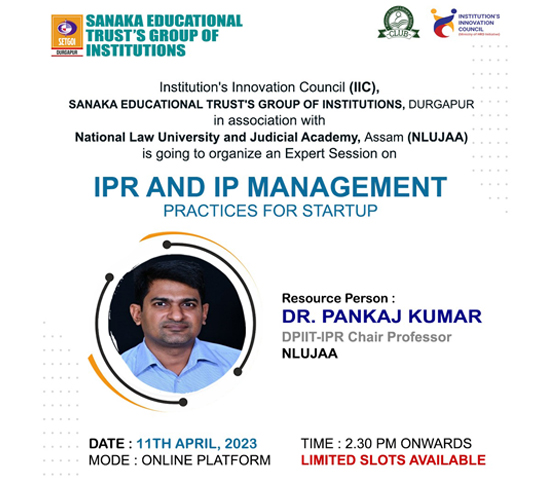 SANAKA EDUCATIONAL
TRUST'S GROUP OF
INSTITUTIONS
SETGOI
DURGAPUR
CLUB
INSTITUTION'S
INNOVATION
COUNCIL
Institution's Innovation Council (IIC),
SANAKA EDUCATIONAL TRUST'S GROUP OF INSTITUTIONS, DURGAPUR
in association with
National Law University and Judicial Academy, Assam (NLUJAA)
is going to organize an Expert Session on
IPR AND IP MANAGEMENT
PRACTICES FOR STARTUP
Resource Person :
DR. PANKAJ KUMAR
DPIIT-IPR Chair Professor
NLUJAA
DATE : 11TH APRIL, 2023
MODE : ONLINE PLATFORM
TIME : 2.30 PM ONWARDS
LIMITED SLOTS AVAILABLE